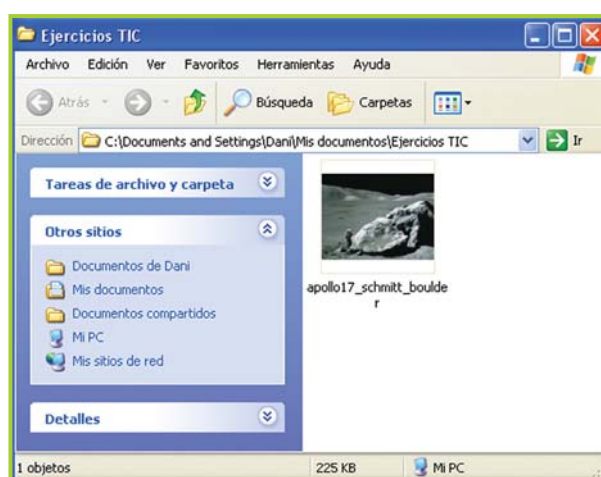 Ejercicios TIC
Archivo Edición Ver Favoritos Herramientas Ayuda
Atrás Búsqueda Carpetas
Dirección C:\Documents and Settings\Dani\Mis documentos\Ejercicios TIC Ir
Tareas de archivo y carpeta
Otros sitios
Documentos de Dani
Mis documentos
Documentos compartidos
Mi PC
Mis sitios de red
Detalles
apollo17_schmitt_boulde
r
1 objetos 225 KB Mi PC